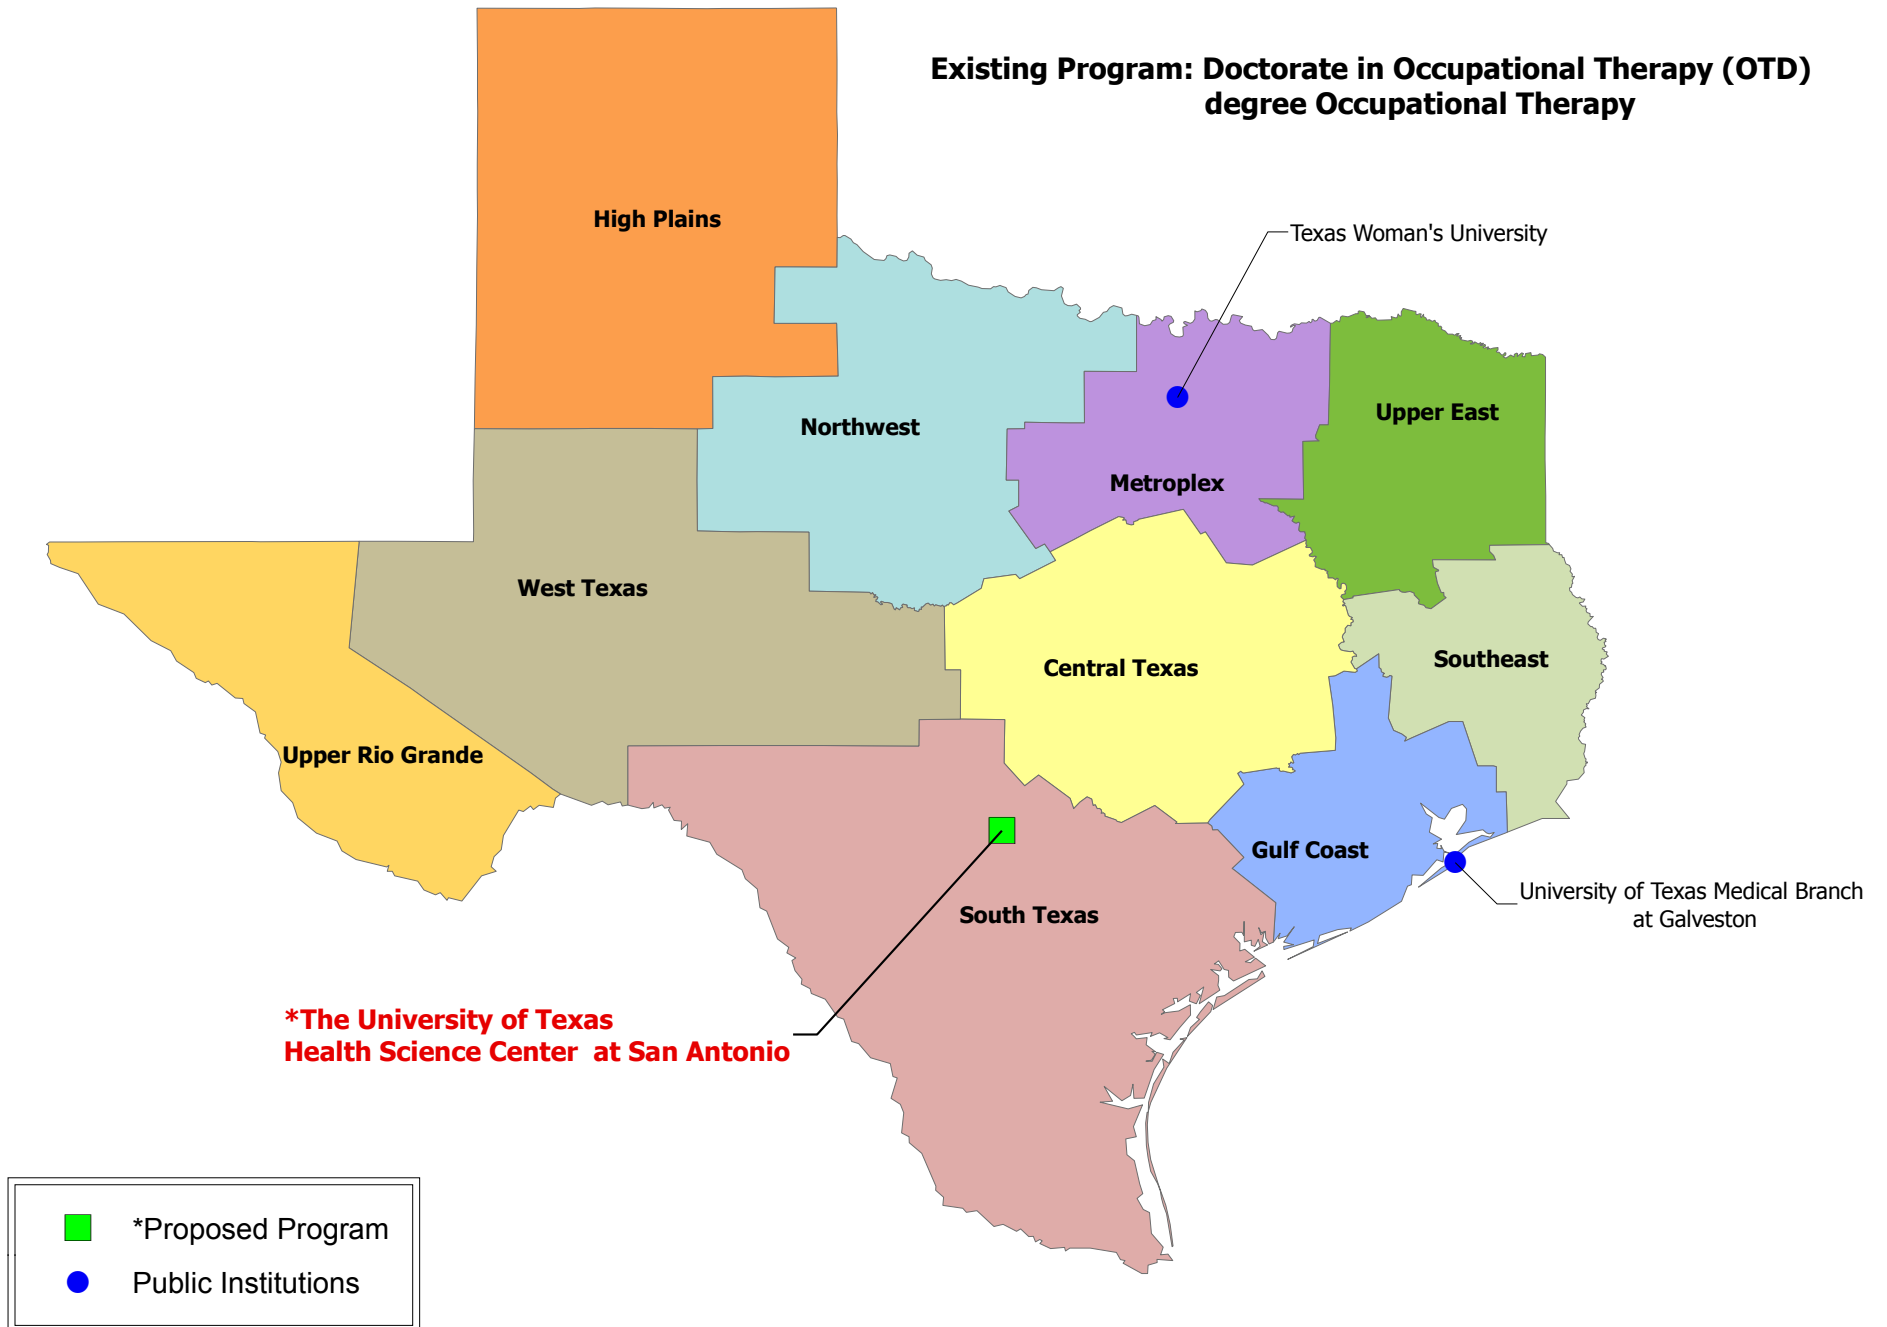 Existing Program: Doctorate in Occupational Therapy (OTD)
degree Occupational Therapy
High Plains
Texas Woman's University
Upper East
Northwest
Metroplex
West Texas
Southeast
Central Texas
Upper Rio Grande
Gulf Coast
University of Texas Medical Branch
at Galveston
South Texas
*The University of Texas
Health Science Center  at San Antonio
*Proposed Program
Public Institutions